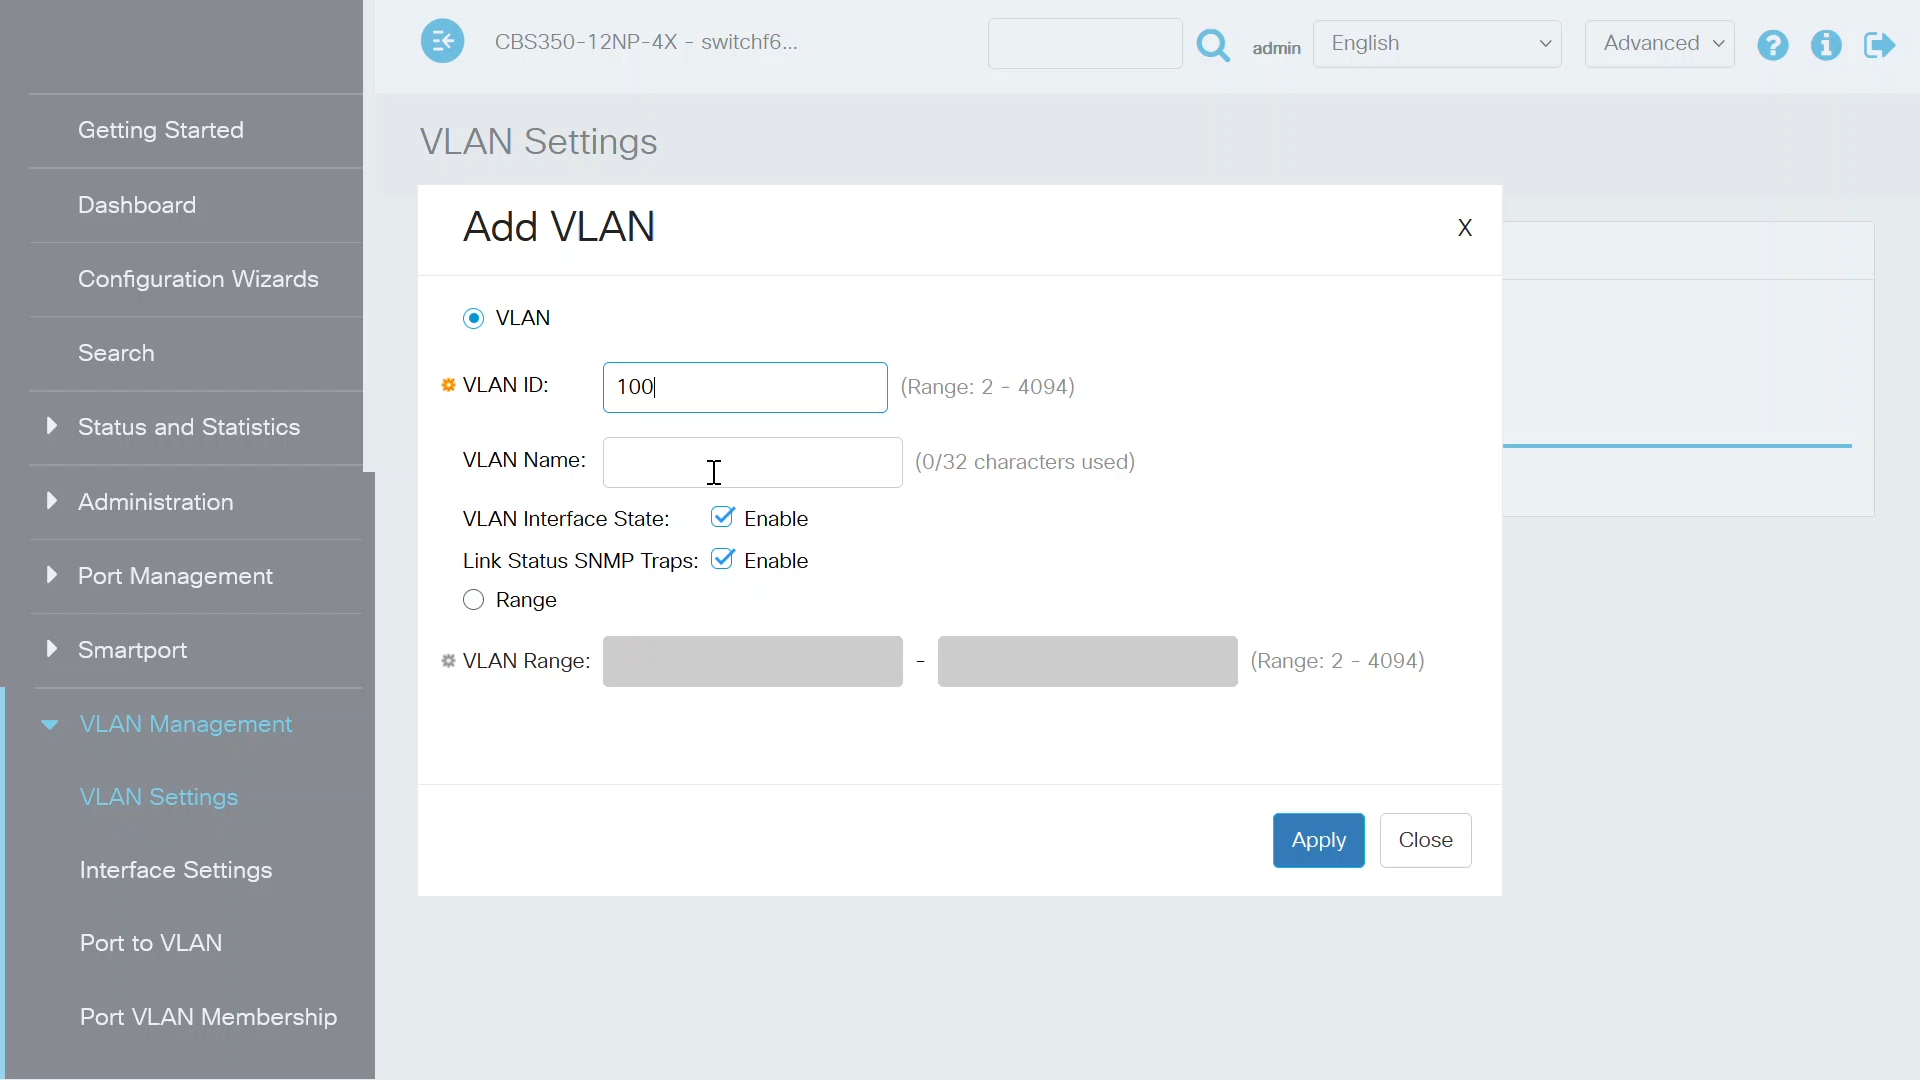 CBS350-12NP-4X - switchf6...
admin
English
Advanced
Getting Started
Dashboard
Configuration Wizards
Search
Status and Statistics
Administration
Port Management
Smartport
VLAN Management
VLAN Settings
Interface Settings
Port to VLAN
Port VLAN Membership
VLAN Settings
Add VLAN
X
VLAN
VLAN ID: 100 (Range: 2 - 4094)
VLAN Name: (0/32 characters used)
VLAN Interface State: Enable
Link Status SNMP Traps: Enable
Range
VLAN Range: - (Range: 2 - 4094)
Apply Close